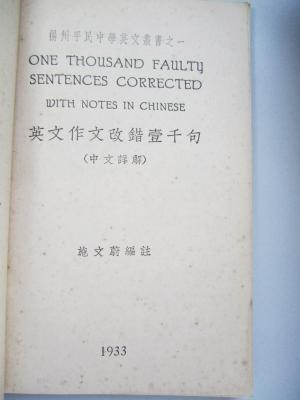 揚州平民中學英文叢書之一
ONE THOUSAND FAULTY
SENTENCES CORRECTED
WITH NOTES IN CHINESE
英文作文改錯壹千句
(中文詳解)
施文蔚編註
1933